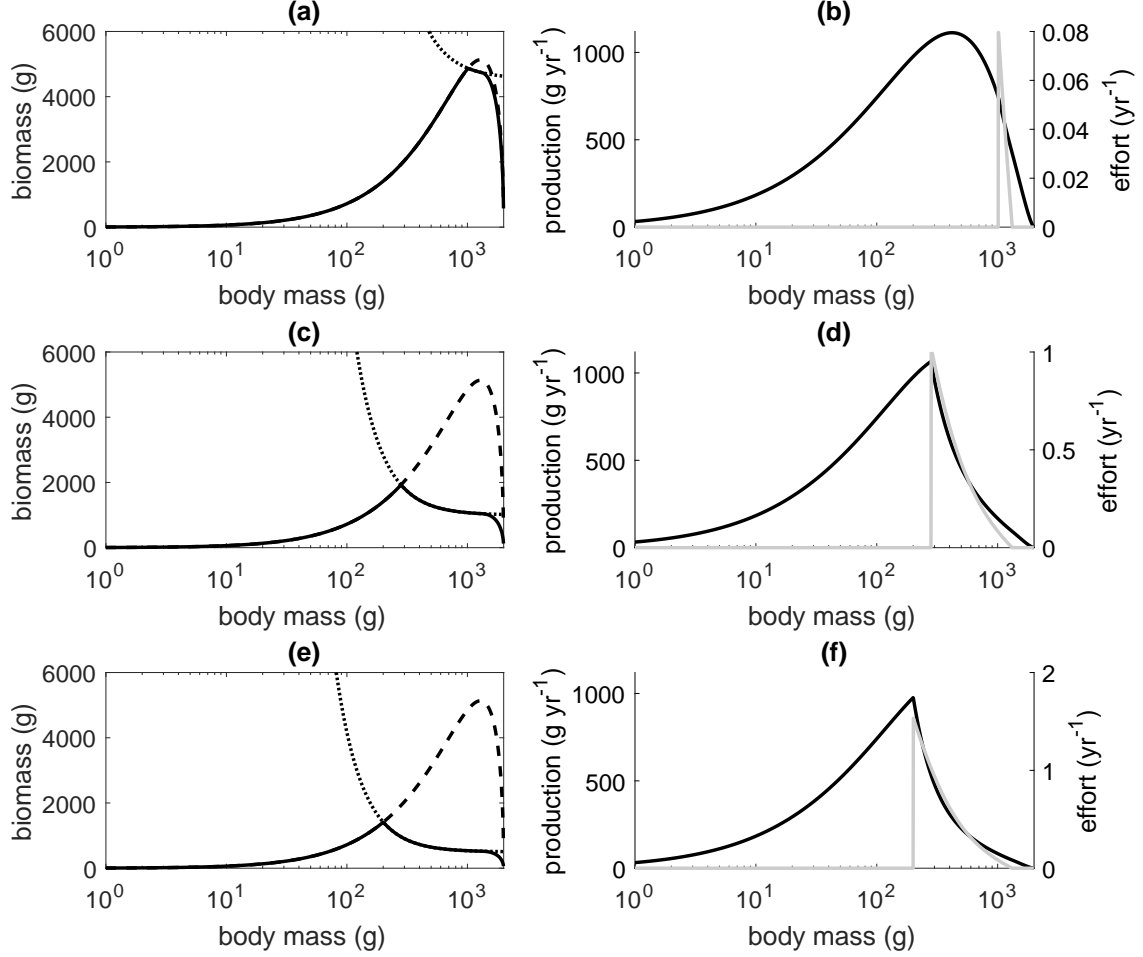 (a)
6000
4000
2000
0
biomass (g)
10^0 10^1 10^2 10^3
body mass (g)
(b)
1000
500
0
production (g yr^-1)
0.08
0.06
0.04
0.02
0
effort (yr^-1)
10^0 10^1 10^2 10^3
body mass (g)
(c)
6000
4000
2000
0
biomass (g)
10^0 10^1 10^2 10^3
body mass (g)
(d)
1000
500
0
production (g yr^-1)
1
0.5
0
effort (yr^-1)
10^0 10^1 10^2 10^3
body mass (g)
(e)
6000
4000
2000
0
biomass (g)
10^0 10^1 10^2 10^3
body mass (g)
(f)
1000
500
0
production (g yr^-1)
2
1
0
effort (yr^-1)
10^0 10^1 10^2 10^3
body mass (g)